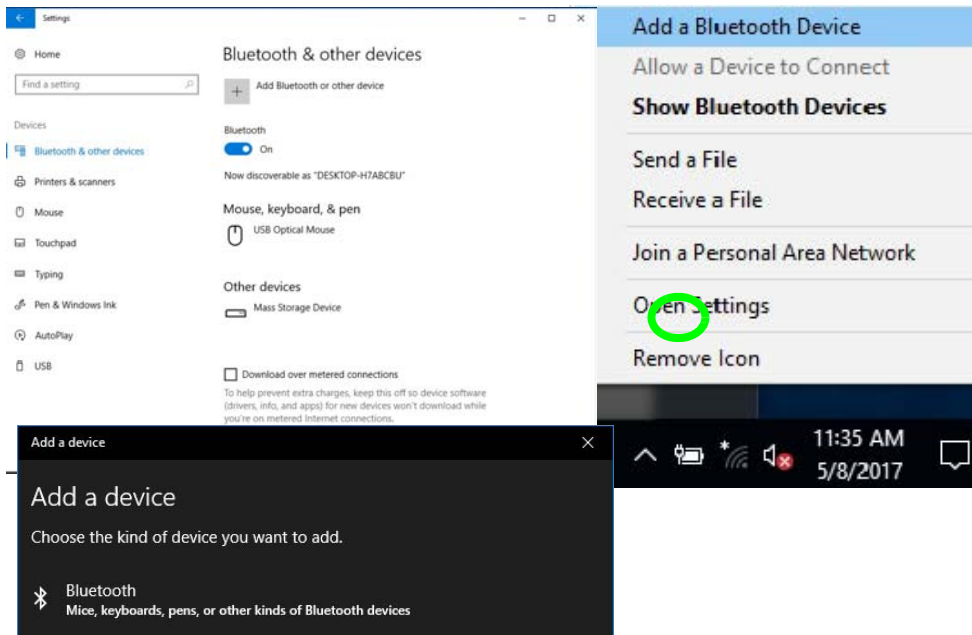 Settings
Home
Find a setting
Devices
Bluetooth & other devices
Printers & scanners
Mouse
Touchpad
Typing
Pen & Windows Ink
AutoPlay
USB
Bluetooth & other devices
Add Bluetooth or other device
Bluetooth
On
Now discoverable as "DESKTOP-H7ABCBU"
Mouse, keyboard, & pen
USB Optical Mouse
Other devices
Mass Storage Device
Download over metered connections
To help prevent extra charges, keep this off so device software
(drivers, info, and apps) for new devices won't download while
you're on metered Internet connections.
Add a Bluetooth Device
Allow a Device to Connect
Show Bluetooth Devices
Send a File
Receive a File
Join a Personal Area Network
Open Settings
Remove Icon
11:35 AM
5/8/2017
Add a device
Add a device
Choose the kind of device you want to add.
Bluetooth
Mice, keyboards, pens, or other kinds of Bluetooth devices